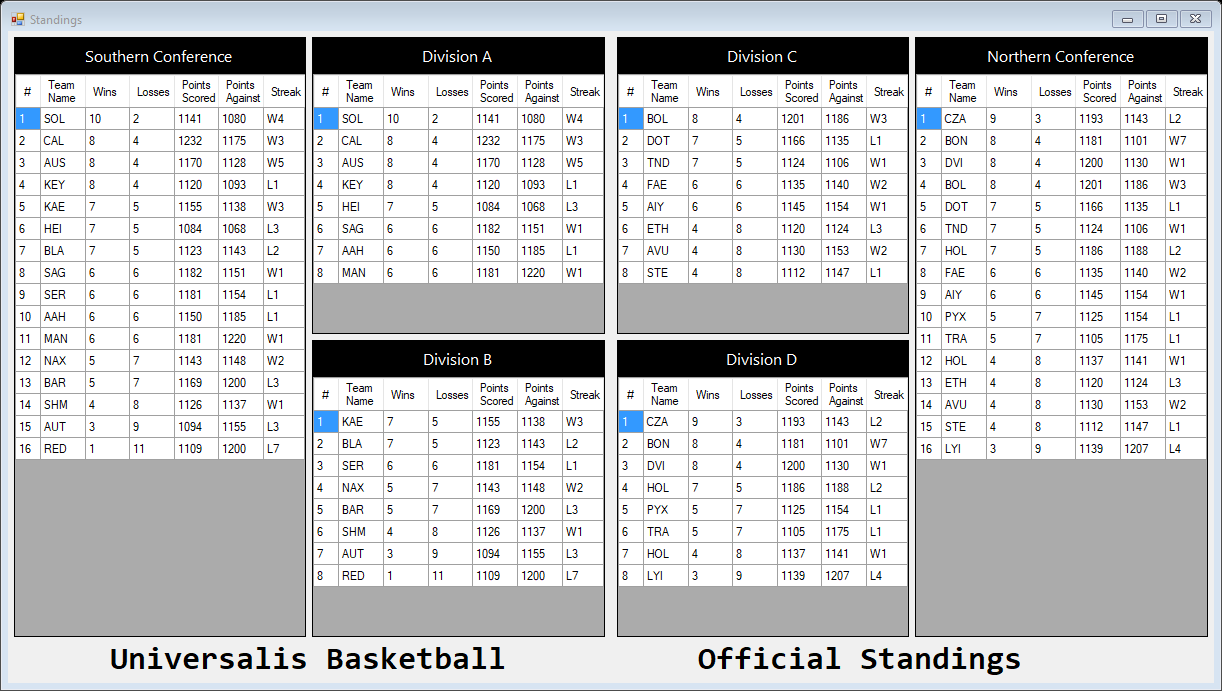 Standings
Southern Conference
# Team Name Wins Losses Points Scored Points Against Streak
1 SOL 10 2 1141 1080 W4
2 CAL 8 4 1232 1175 W3
3 AUS 8 4 1170 1128 W5
4 KEY 8 4 1120 1093 L1
5 KAE 7 5 1155 1138 W3
6 HEI 7 5 1084 1068 L3
7 BLA 7 5 1123 1143 L2
8 SAG 6 6 1182 1151 W1
9 SER 6 6 1181 1154 L1
10 AAH 6 6 1150 1185 L1
11 MAN 6 6 1181 1220 W1
12 NAX 5 7 1143 1148 W2
13 BAR 5 7 1169 1200 L3
14 SHM 4 8 1126 1137 W1
15 AUT 3 9 1094 1155 L3
16 RED 1 11 1109 1200 L7
Division A
# Team Name Wins Losses Points Scored Points Against Streak
1 SOL 10 2 1141 1080 W4
2 CAL 8 4 1232 1175 W3
3 AUS 8 4 1170 1128 W5
4 KEY 8 4 1120 1093 L1
5 HEI 7 5 1084 1068 L3
6 SAG 6 6 1182 1151 W1
7 AAH 6 6 1150 1185 L1
8 MAN 6 6 1181 1220 W1
Division B
# Team Name Wins Losses Points Scored Points Against Streak
1 KAE 7 5 1155 1138 W3
2 BLA 7 5 1123 1143 L2
3 SER 6 6 1181 1154 L1
4 NAX 5 7 1143 1148 W2
5 BAR 5 7 1169 1200 L3
6 SHM 4 8 1126 1137 W1
7 AUT 3 9 1094 1155 L3
8 RED 1 11 1109 1200 L7
Division C
# Team Name Wins Losses Points Scored Points Against Streak
1 BOL 8 4 1201 1186 W3
2 DOT 7 5 1166 1135 L1
3 TND 7 5 1124 1106 W1
4 FAE 6 6 1135 1140 W2
5 AIY 6 6 1145 1154 W1
6 ETH 4 8 1120 1124 L3
7 AVU 4 8 1130 1153 W2
8 STE 4 8 1112 1147 L1
Division D
# Team Name Wins Losses Points Scored Points Against Streak
1 CZA 9 3 1193 1143 L2
2 BON 8 4 1181 1101 W7
3 DVI 8 4 1200 1130 W1
4 HOL 7 5 1186 1188 L2
5 PYX 5 7 1125 1154 L1
6 TRA 5 7 1105 1175 L1
7 HOL 4 8 1137 1141 W1
8 LYI 3 9 1139 1207 L4
Northern Conference
# Team Name Wins Losses Points Scored Points Against Streak
1 CZA 9 3 1193 1143 L2
2 BON 8 4 1181 1101 W7
3 DVI 8 4 1200 1130 W1
4 BOL 8 4 1201 1186 W3
5 DOT 7 5 1166 1135 L1
6 TND 7 5 1124 1106 W1
7 HOL 7 5 1186 1188 L2
8 FAE 6 6 1135 1140 W2
9 AIY 6 6 1145 1154 W1
10 PYX 5 7 1125 1154 L1
11 TRA 5 7 1105 1175 L1
12 HOL 4 8 1137 1141 W1
13 ETH 4 8 1120 1124 L3
14 AVU 4 8 1130 1153 W2
15 STE 4 8 1112 1147 L1
16 LYI 3 9 1139 1207 L4
Universalis Basketball
Official Standings